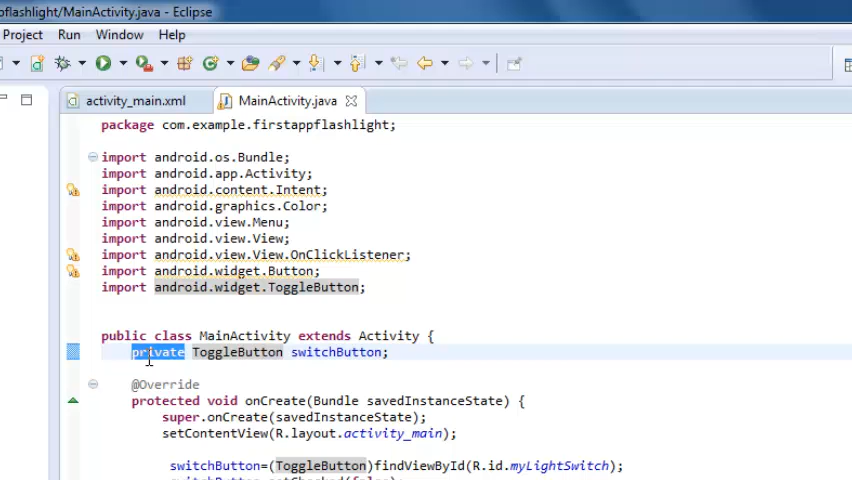 oflashlight/MainActivity.java - Eclipse
Project Run Window Help
activity_main.xml MainActivity.java
package com.example.firstappflashlight;
import android.os.Bundle;
import android.app.Activity;
import android.content.Intent;
import android.graphics.Color;
import android.view.Menu;
import android.view.View;
import android.view.View.OnClickListener;
import android.widget.Button;
import android.widget.ToggleButton;
public class MainActivity extends Activity {
private ToggleButton switchButton;
@Override
protected void onCreate(Bundle savedInstanceState) {
super.onCreate(savedInstanceState);
setContentView(R.layout.activity_main);
switchButton=(ToggleButton)findViewById(R.id.myLightSwitch);